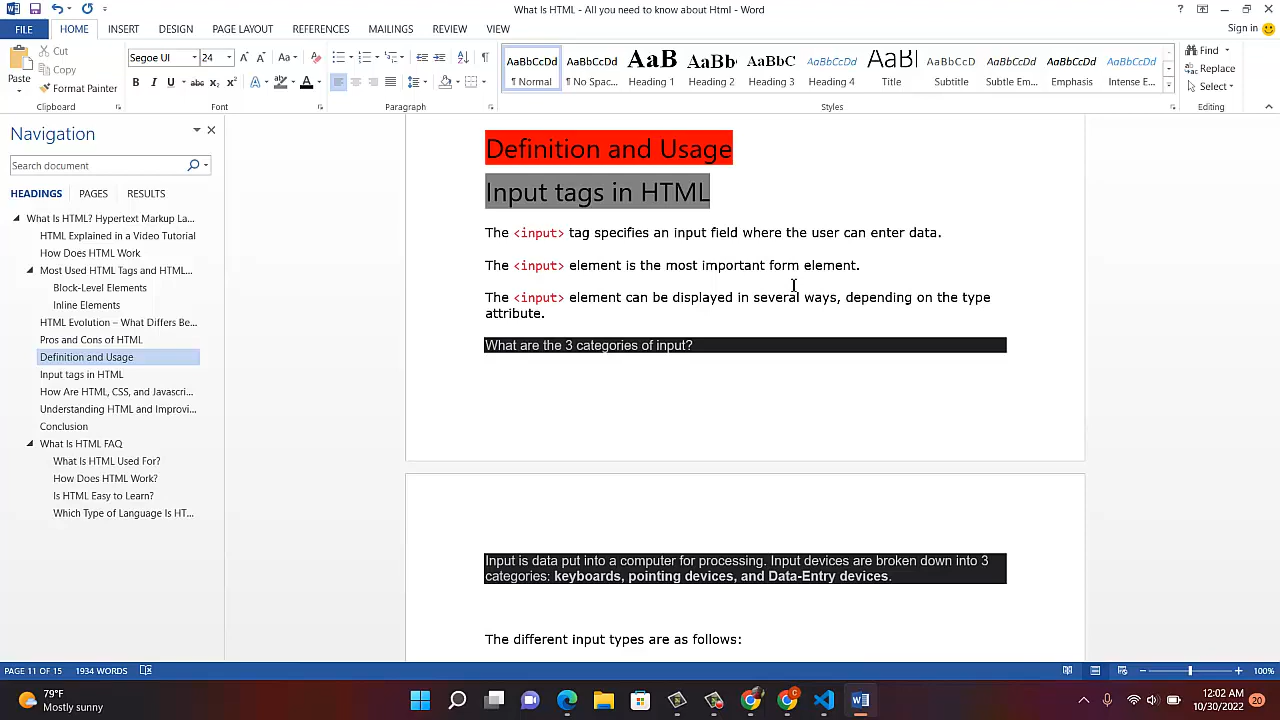 What Is HTML - All you need to know about Html - Word
Sign in
FILE HOME INSERT DESIGN PAGE LAYOUT REFERENCES MAILINGS REVIEW VIEW
Paste
Cut
Copy
Format Painter
Clipboard
Segoe UI 24
Font
Paragraph
AaBbCcDd AaBbCcDd AaB AaBb( AaBbC AaBbCcDd AaBl AaBbCcD AaBbCcDd AaBbCcDd AaBbCcDd
¶ Normal ¶ No Spac... Heading 1 Heading 2 Heading 3 Heading 4 Title Subtitle Subtle Em... Emphasis Intense E...
Styles
Find
Replace
Select
Editing
Navigation
Search document
HEADINGS PAGES RESULTS
What Is HTML? Hypertext Markup La...
HTML Explained in a Video Tutorial
How Does HTML Work
Most Used HTML Tags and HTML...
Block-Level Elements
Inline Elements
HTML Evolution – What Differs Be...
Pros and Cons of HTML
Definition and Usage
Input tags in HTML
How Are HTML, CSS, and Javascri...
Understanding HTML and Improvi...
Conclusion
What Is HTML FAQ
What Is HTML Used For?
How Does HTML Work?
Is HTML Easy to Learn?
Which Type of Language Is HT...
Definition and Usage
Input tags in HTML
The <input> tag specifies an input field where the user can enter data.
The <input> element is the most important form element.
The <input> element can be displayed in several ways, depending on the type
attribute.
What are the 3 categories of input?
Input is data put into a computer for processing. Input devices are broken down into 3
categories: keyboards, pointing devices, and Data-Entry devices.
The different input types are as follows:
PAGE 11 OF 15 1934 WORDS
100%
79°F
Mostly sunny
12:02 AM
10/30/2022
20